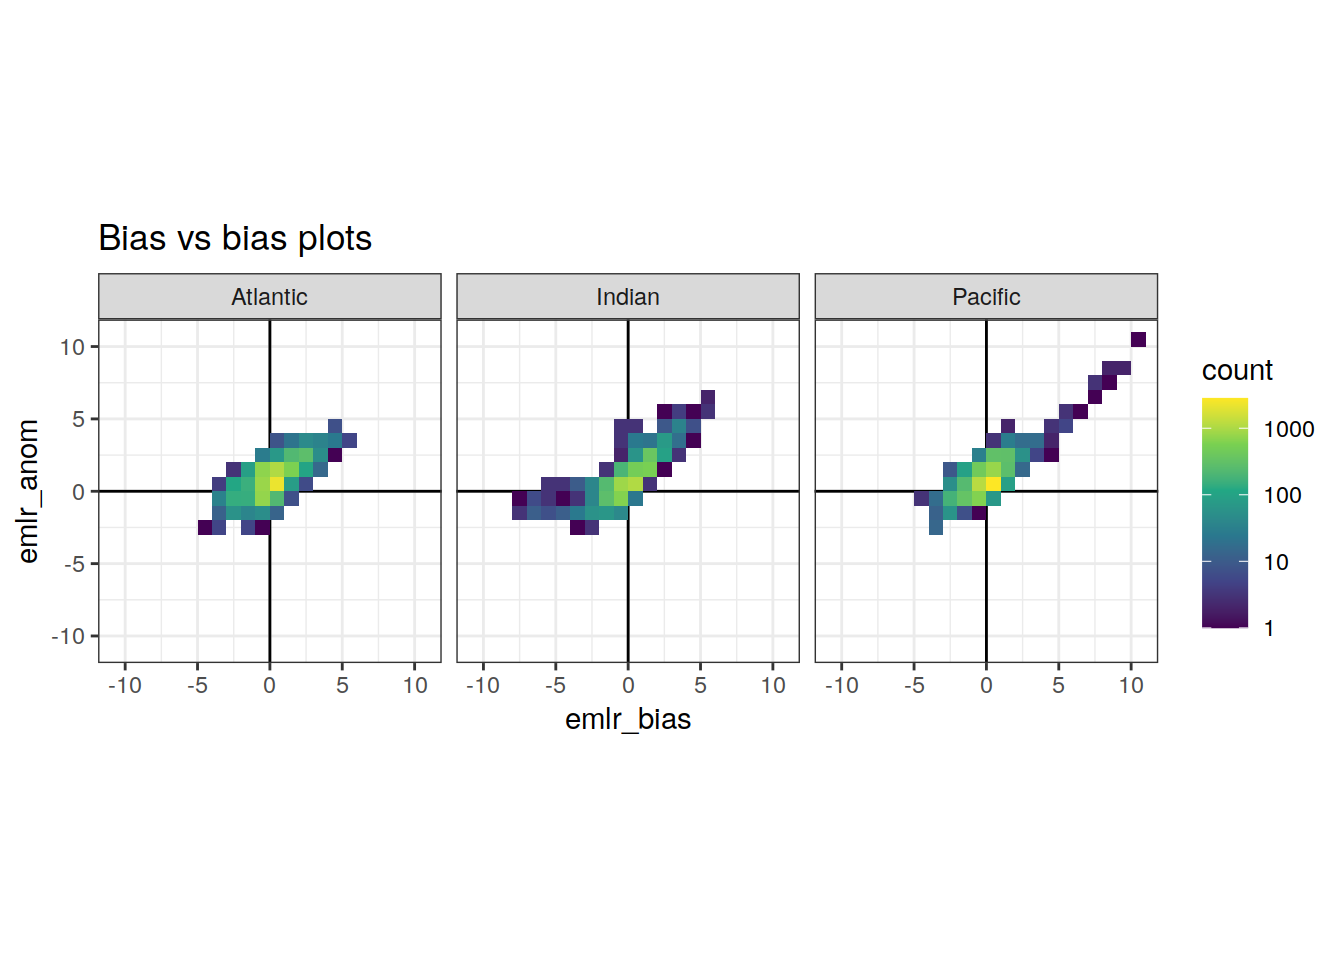 Bias vs bias plots
Atlantic Indian Pacific
emlr_anom
10
5
0
-5
-10
-10 -5 0 5 10 -10 -5 0 5 10 -10 -5 0 5 10
emlr_bias
count
1000
100
10
1